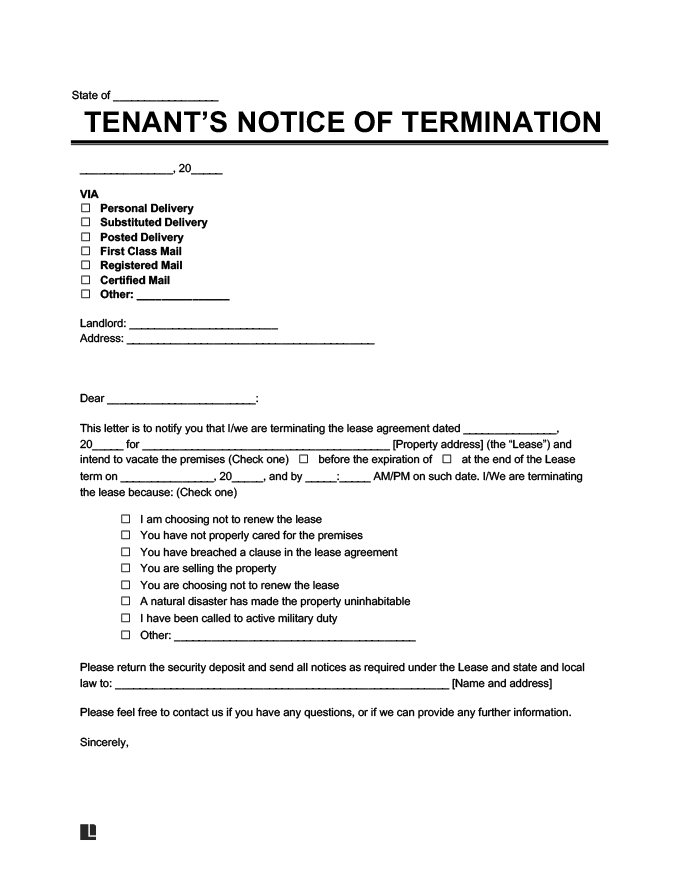 State of _________________
TENANT’S NOTICE OF TERMINATION
_______________, 20_____
VIA
☐ Personal Delivery
☐ Substituted Delivery
☐ Posted Delivery
☐ First Class Mail
☐ Registered Mail
☐ Certified Mail
☐ Other: _______________
Landlord: ________________________
Address: ________________________________________
Dear ________________________:
This letter is to notify you that I/we are terminating the lease agreement dated _______________,
20_____ for ________________________________________ [Property address] (the “Lease”) and
intend to vacate the premises (Check one) ☐ before the expiration of ☐ at the end of the Lease
term on _______________, 20_____, and by _____:_____ AM/PM on such date. I/We are terminating
the lease because: (Check one)
☐ I am choosing not to renew the lease
☐ You have not properly cared for the premises
☐ You have breached a clause in the lease agreement
☐ You are selling the property
☐ You are choosing not to renew the lease
☐ A natural disaster has made the property uninhabitable
☐ I have been called to active military duty
☐ Other: _______________________________________
Please return the security deposit and send all notices as required under the Lease and state and local
law to: ______________________________________________________ [Name and address]
Please feel free to contact us if you have any questions, or if we can provide any further information.
Sincerely,